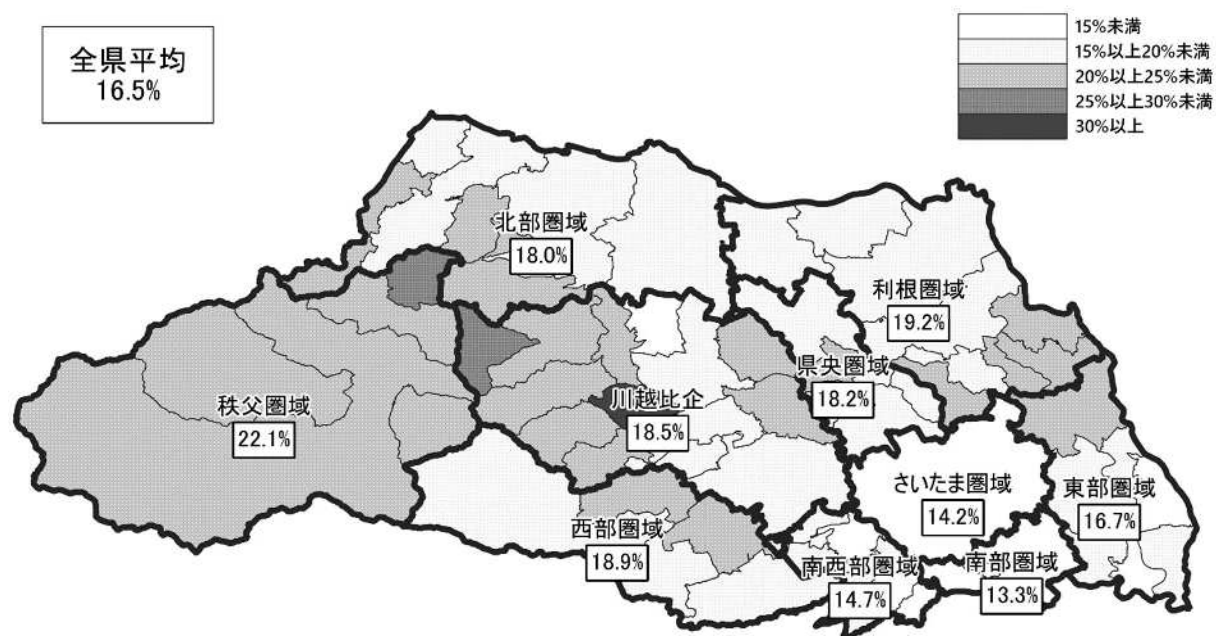 全県平均
16.5%
15%未満
15%以上20%未満
20%以上25%未満
25%以上30%未満
30%以上
北部圏域
18.0%
利根圏域
19.2%
県央圏域
18.2%
川越比企
18.5%
秩父圏域
22.1%
さいたま圏域
14.2%
東部圏域
16.7%
西部圏域
18.9%
南西部圏域
14.7%
南部圏域
13.3%